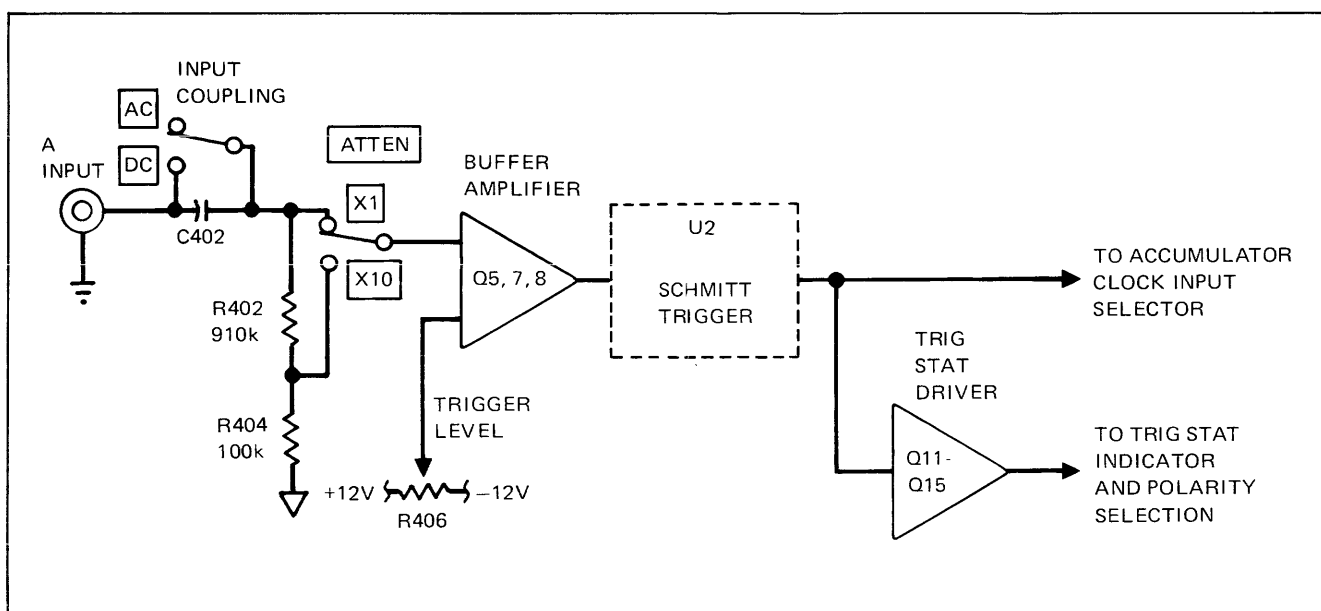 INPUT
COUPLING
AC
A
INPUT
DC
C402
ATTEN
X1
X10
R402
910k
R404
100k
BUFFER
AMPLIFIER
Q5, 7, 8
TRIGGER
LEVEL
+12V
–12V
R406
U2
SCHMITT
TRIGGER
TO ACCUMULATOR
CLOCK INPUT
SELECTOR
TRIG
STAT
DRIVER
Q11-
Q15
TO TRIG STAT
INDICATOR
AND POLARITY
SELECTION